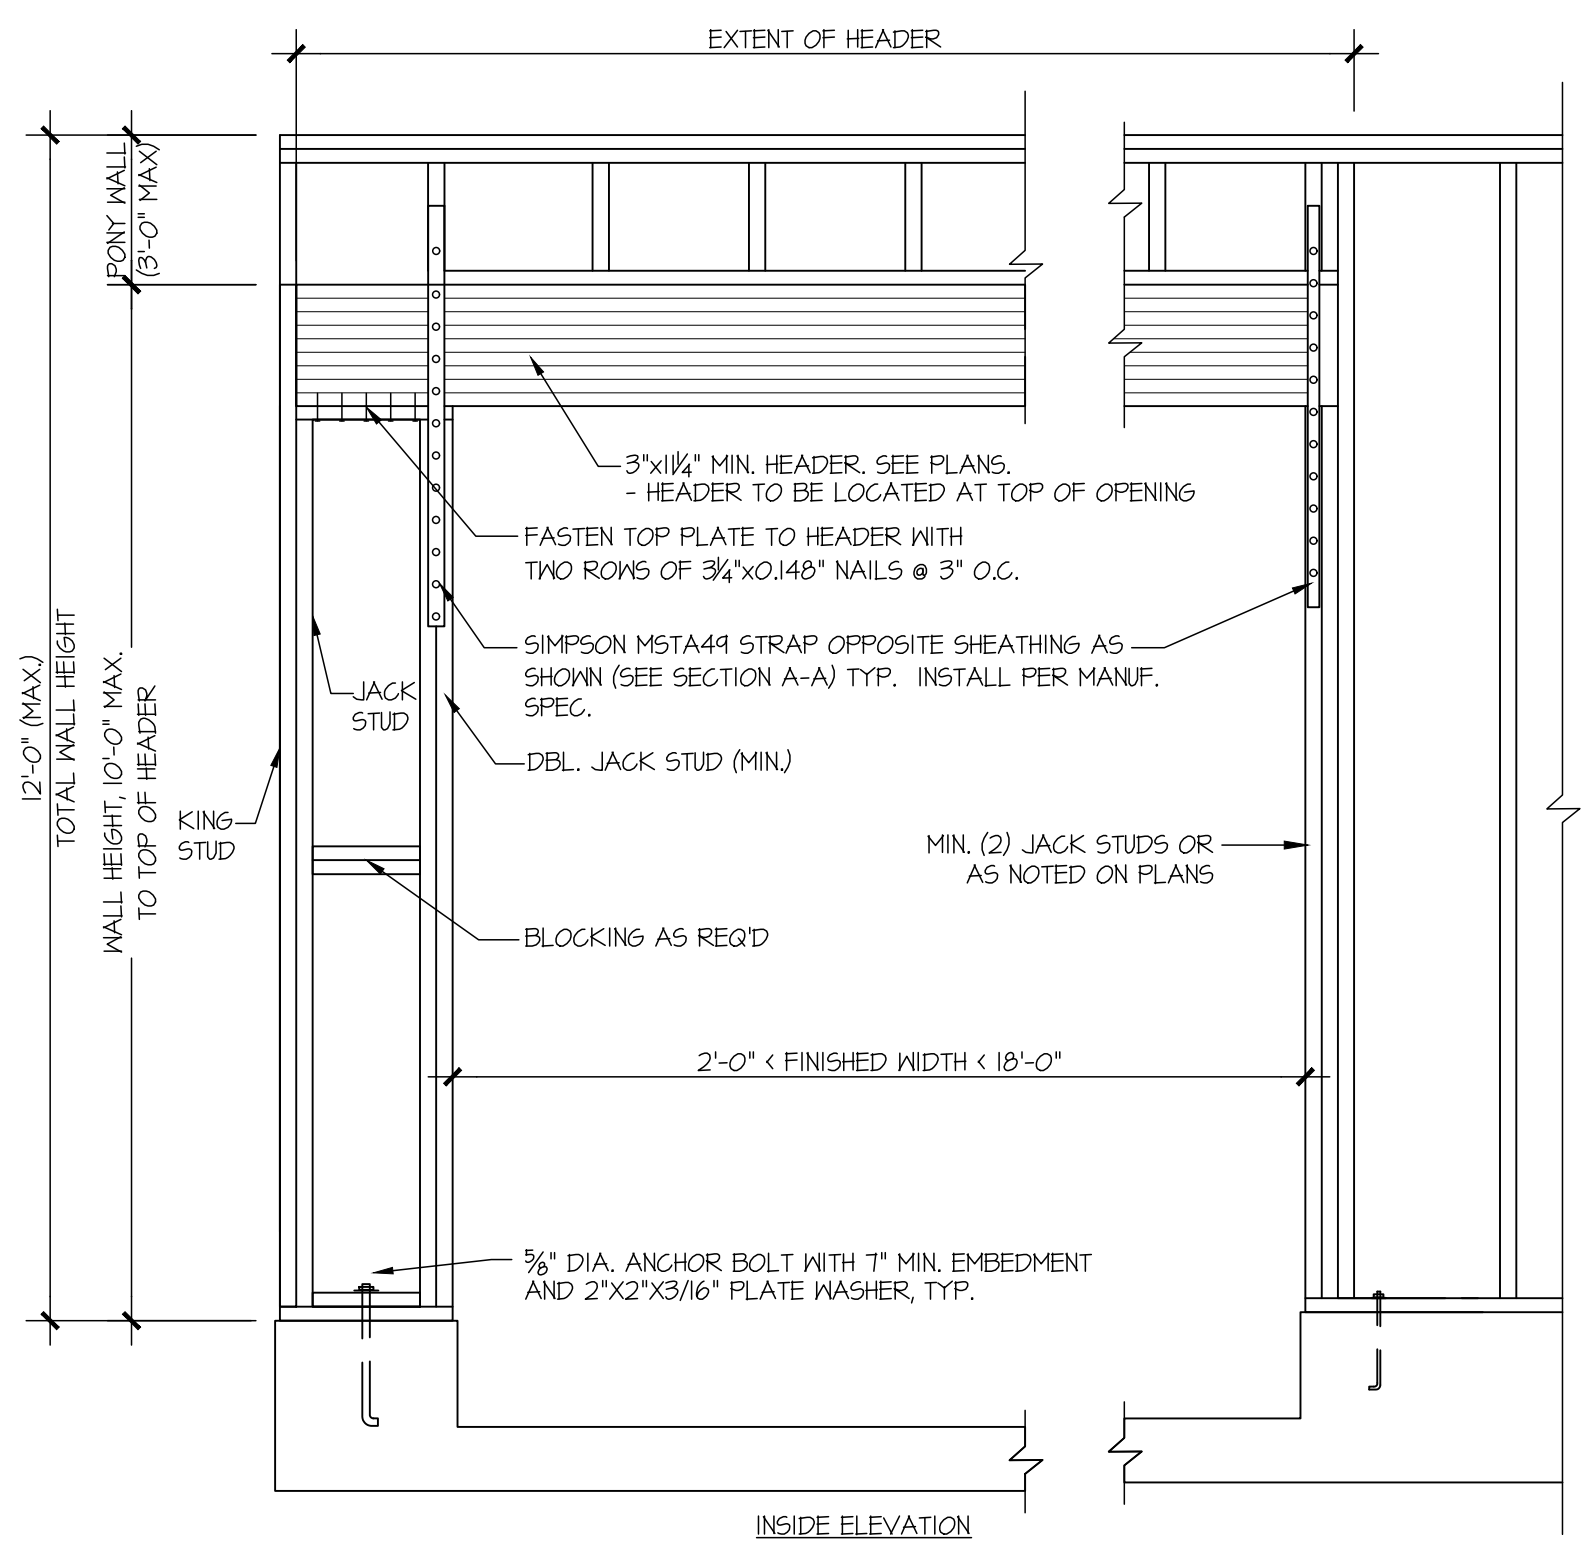 EXTENT OF HEADER
PONY WALL
(3'-0" MAX)
12'-0" (MAX.)
TOTAL WALL HEIGHT
WALL HEIGHT, 10'-0" MAX.
TO TOP OF HEADER
3"x11¼" MIN. HEADER. SEE PLANS.
- HEADER TO BE LOCATED AT TOP OF OPENING
FASTEN TOP PLATE TO HEADER WITH
TWO ROWS OF 3¼"x0.148" NAILS @ 3" O.C.
SIMPSON MSTA49 STRAP OPPOSITE SHEATHING AS
SHOWN (SEE SECTION A-A) TYP. INSTALL PER MANUF.
SPEC.
JACK
STUD
DBL. JACK STUD (MIN.)
KING
STUD
MIN. (2) JACK STUDS OR
AS NOTED ON PLANS
BLOCKING AS REQ'D
2'-0" < FINISHED WIDTH < 18'-0"
⅝" DIA. ANCHOR BOLT WITH 7" MIN. EMBEDMENT
AND 2"X2"X3/16" PLATE WASHER, TYP.
INSIDE ELEVATION